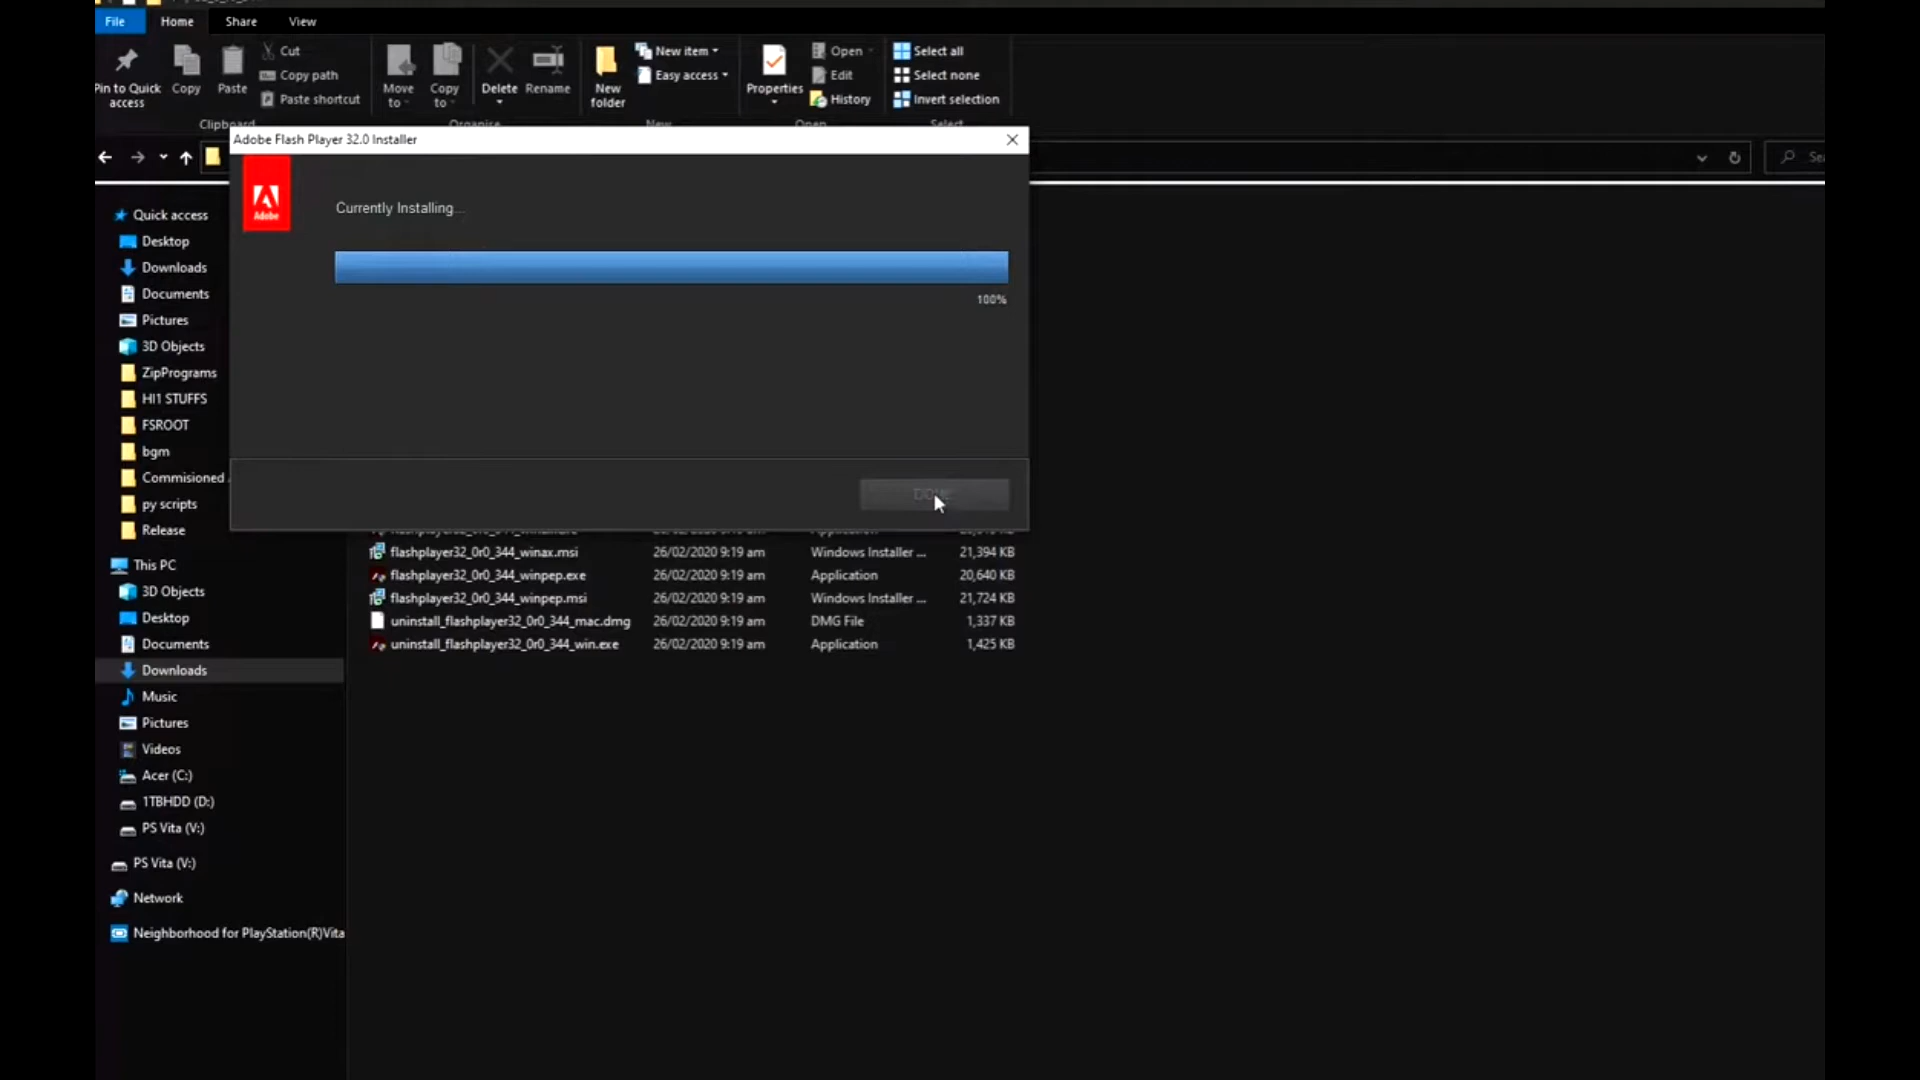 File Home Share View
Pin to Quick access
Copy
Paste
Cut
Copy path
Paste shortcut
Clipboard
Move to
Copy to
Delete
Rename
Organise
New folder
New item
Easy access
New
Properties
Open
Edit
History
Open
Select all
Select none
Invert selection
Select
Adobe Flash Player 32.0 Installer
Adobe
Currently Installing...
100%
DONE
Quick access
Desktop
Downloads
Documents
Pictures
3D Objects
ZipPrograms
HI1 STUFFS
FSROOT
bgm
Commisioned
py scripts
Release
This PC
3D Objects
Desktop
Documents
Downloads
Music
Pictures
Videos
Acer (C:)
1TBHDD (D:)
PS Vita (V:)
PS Vita (V:)
Network
Neighborhood for PlayStation(R)Vita
flashplayer32_0r0_344_winax.msi 26/02/2020 9:19 am Windows Installer ... 21,394 KB
flashplayer32_0r0_344_winpep.exe 26/02/2020 9:19 am Application 20,640 KB
flashplayer32_0r0_344_winpep.msi 26/02/2020 9:19 am Windows Installer ... 21,724 KB
uninstall_flashplayer32_0r0_344_mac.dmg 26/02/2020 9:19 am DMG File 1,337 KB
uninstall_flashplayer32_0r0_344_win.exe 26/02/2020 9:19 am Application 1,425 KB